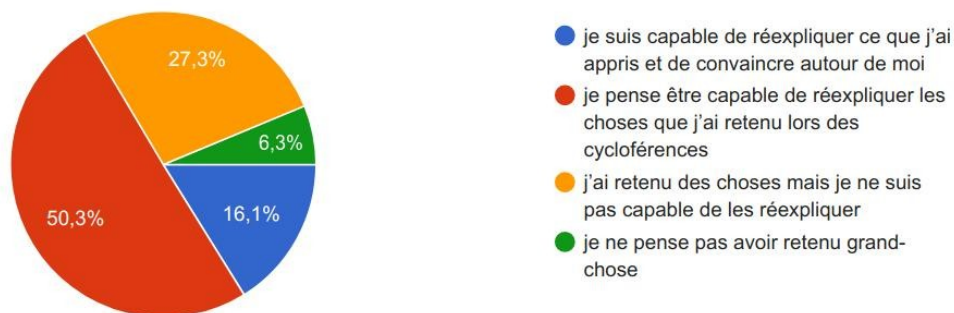 27,3%
6,3%
16,1%
50,3%
je suis capable de réexpliquer ce que j'ai
appris et de convaincre autour de moi
je pense être capable de réexpliquer les
choses que j'ai retenu lors des
cycloférences
j'ai retenu des choses mais je ne suis
pas capable de les réexpliquer
je ne pense pas avoir retenu grand-
chose